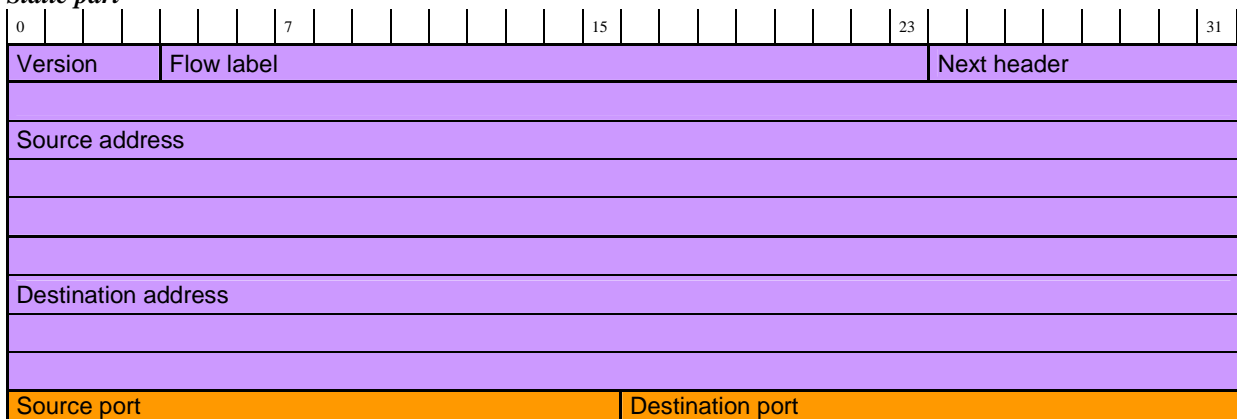 Static part
0 7 15 23 31
Version Flow label Next header
Source address
Destination address
Source port Destination port